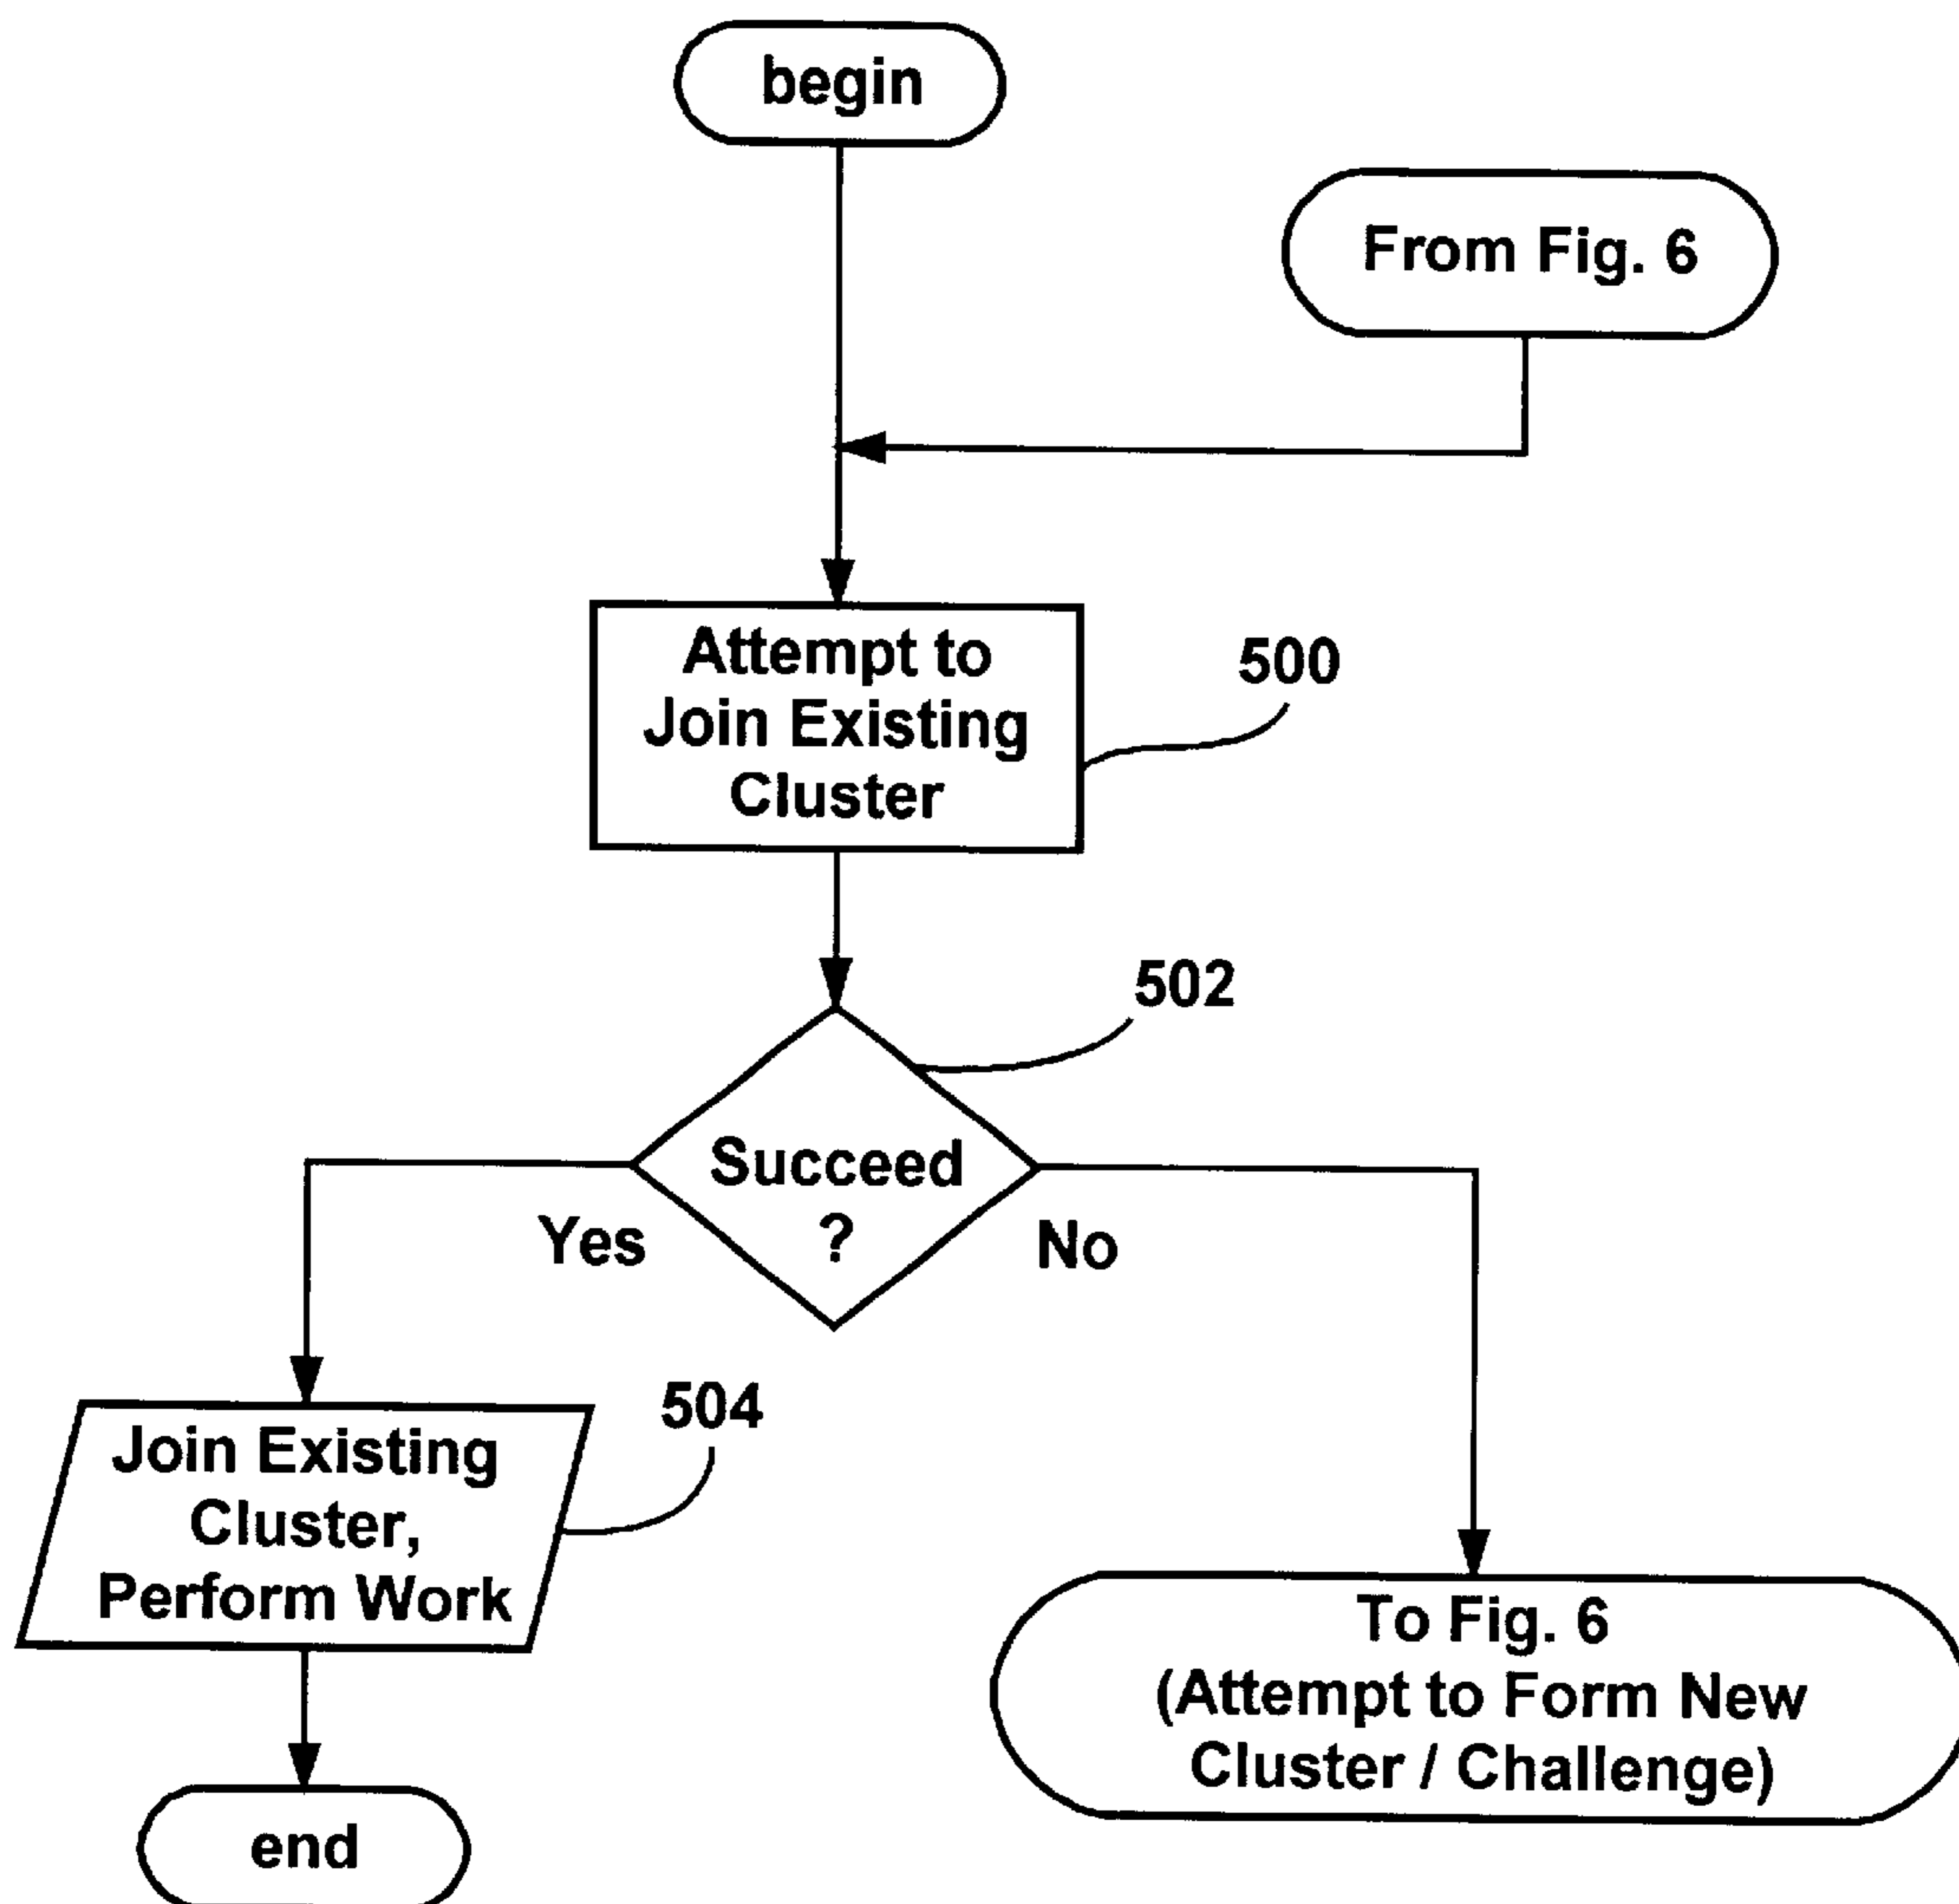 begin
From Fig. 6
Attempt to
Join Existing
Cluster
500
502
Succeed
?
Yes
No
504
Join Existing
Cluster,
Perform Work
To Fig. 6
(Attempt to Form New
Cluster / Challenge)
end